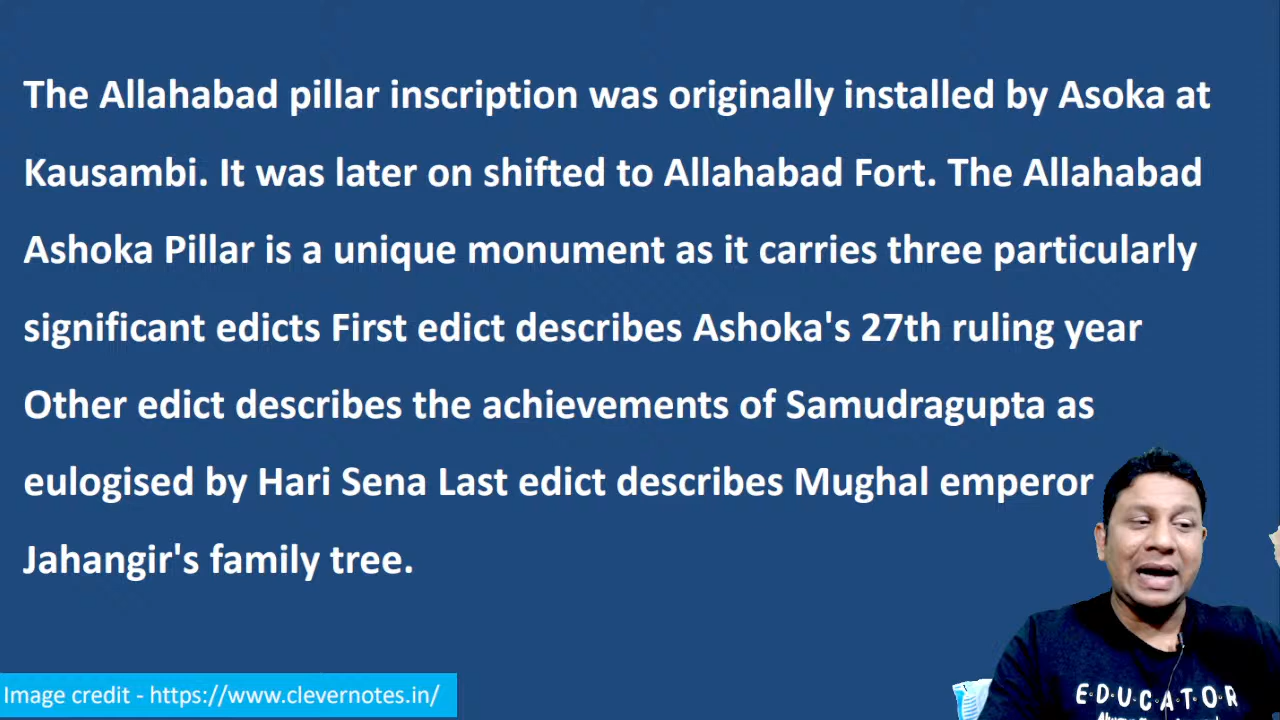 The Allahabad pillar inscription was originally installed by Asoka at
Kausambi. It was later on shifted to Allahabad Fort. The Allahabad
Ashoka Pillar is a unique monument as it carries three particularly
significant edicts First edict describes Ashoka's 27th ruling year
Other edict describes the achievements of Samudragupta as
eulogised by Hari Sena Last edict describes Mughal emperor
Jahangir's family tree.
Image credit - https://www.clevernotes.in/
E·D·U·C·A·T·O·R